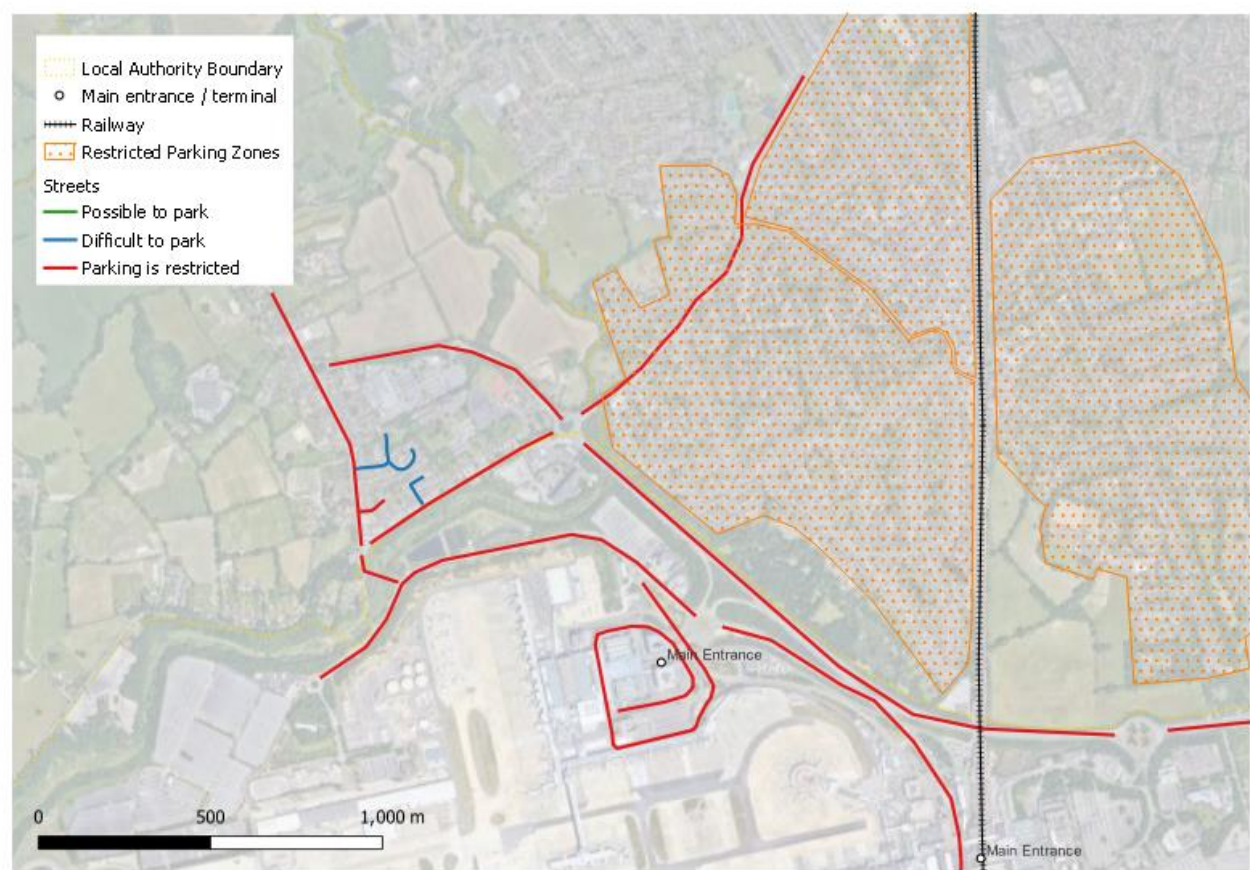 Local Authority Boundary
Main entrance / terminal
Railway
Restricted Parking Zones
Streets
Possible to park
Difficult to park
Parking is restricted
Main Entrance
0 500 1,000 m
Main Entrance